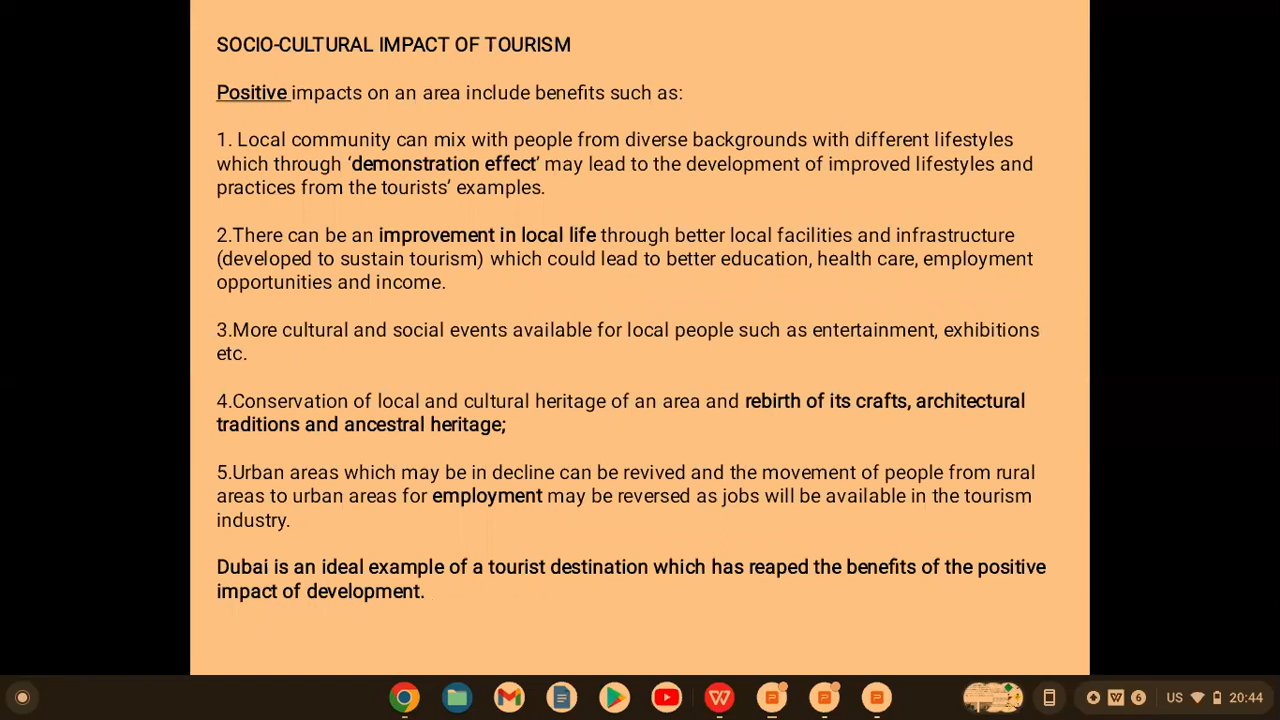 SOCIO-CULTURAL IMPACT OF TOURISM
Positive impacts on an area include benefits such as:
1. Local community can mix with people from diverse backgrounds with different lifestyles
which through ‘demonstration effect’ may lead to the development of improved lifestyles and
practices from the tourists’ examples.
2.There can be an improvement in local life through better local facilities and infrastructure
(developed to sustain tourism) which could lead to better education, health care, employment
opportunities and income.
3.More cultural and social events available for local people such as entertainment, exhibitions
etc.
4.Conservation of local and cultural heritage of an area and rebirth of its crafts, architectural
traditions and ancestral heritage;
5.Urban areas which may be in decline can be revived and the movement of people from rural
areas to urban areas for employment may be reversed as jobs will be available in the tourism
industry.
Dubai is an ideal example of a tourist destination which has reaped the benefits of the positive
impact of development.
US 20:44